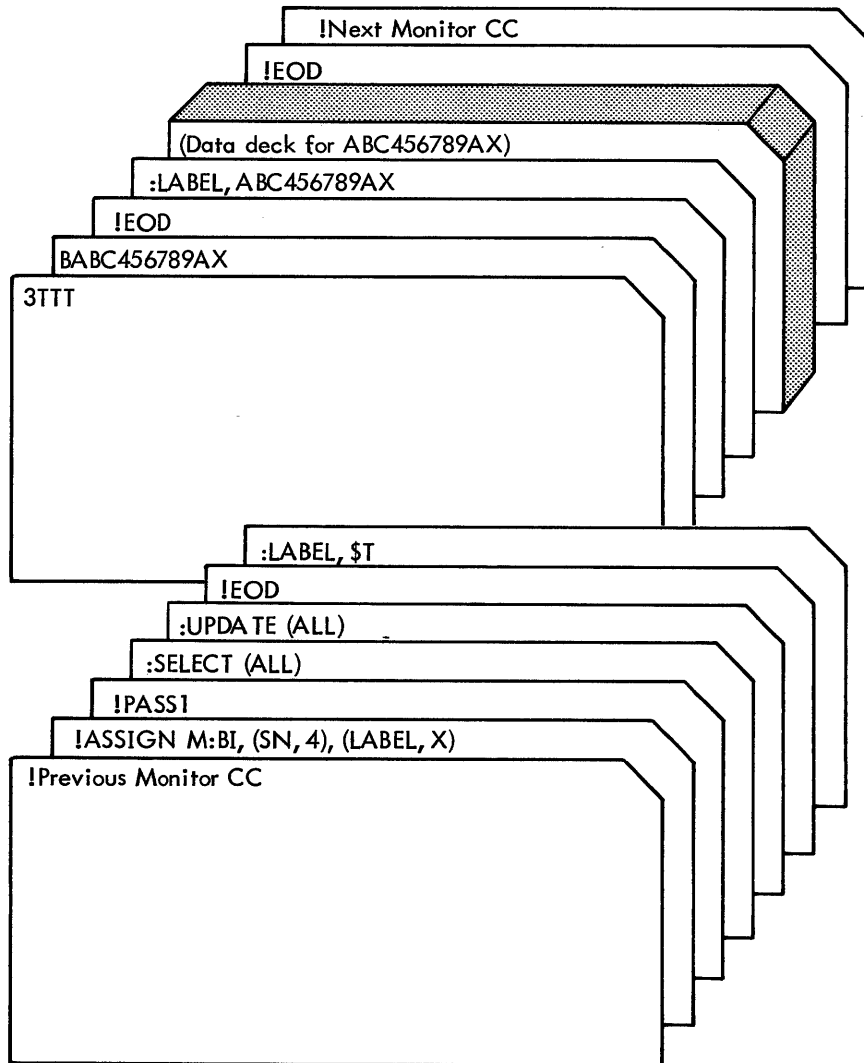 !Next Monitor CC
!EOD
(Data deck for ABC456789AX)
:LABEL, ABC456789AX
!EOD
BABC456789AX
3TTT
:LABEL, $T
!EOD
:UPDATE (ALL)
:SELECT (ALL)
!PASS1
!ASSIGN M:BI, (SN, 4), (LABEL, X)
!Previous Monitor CC